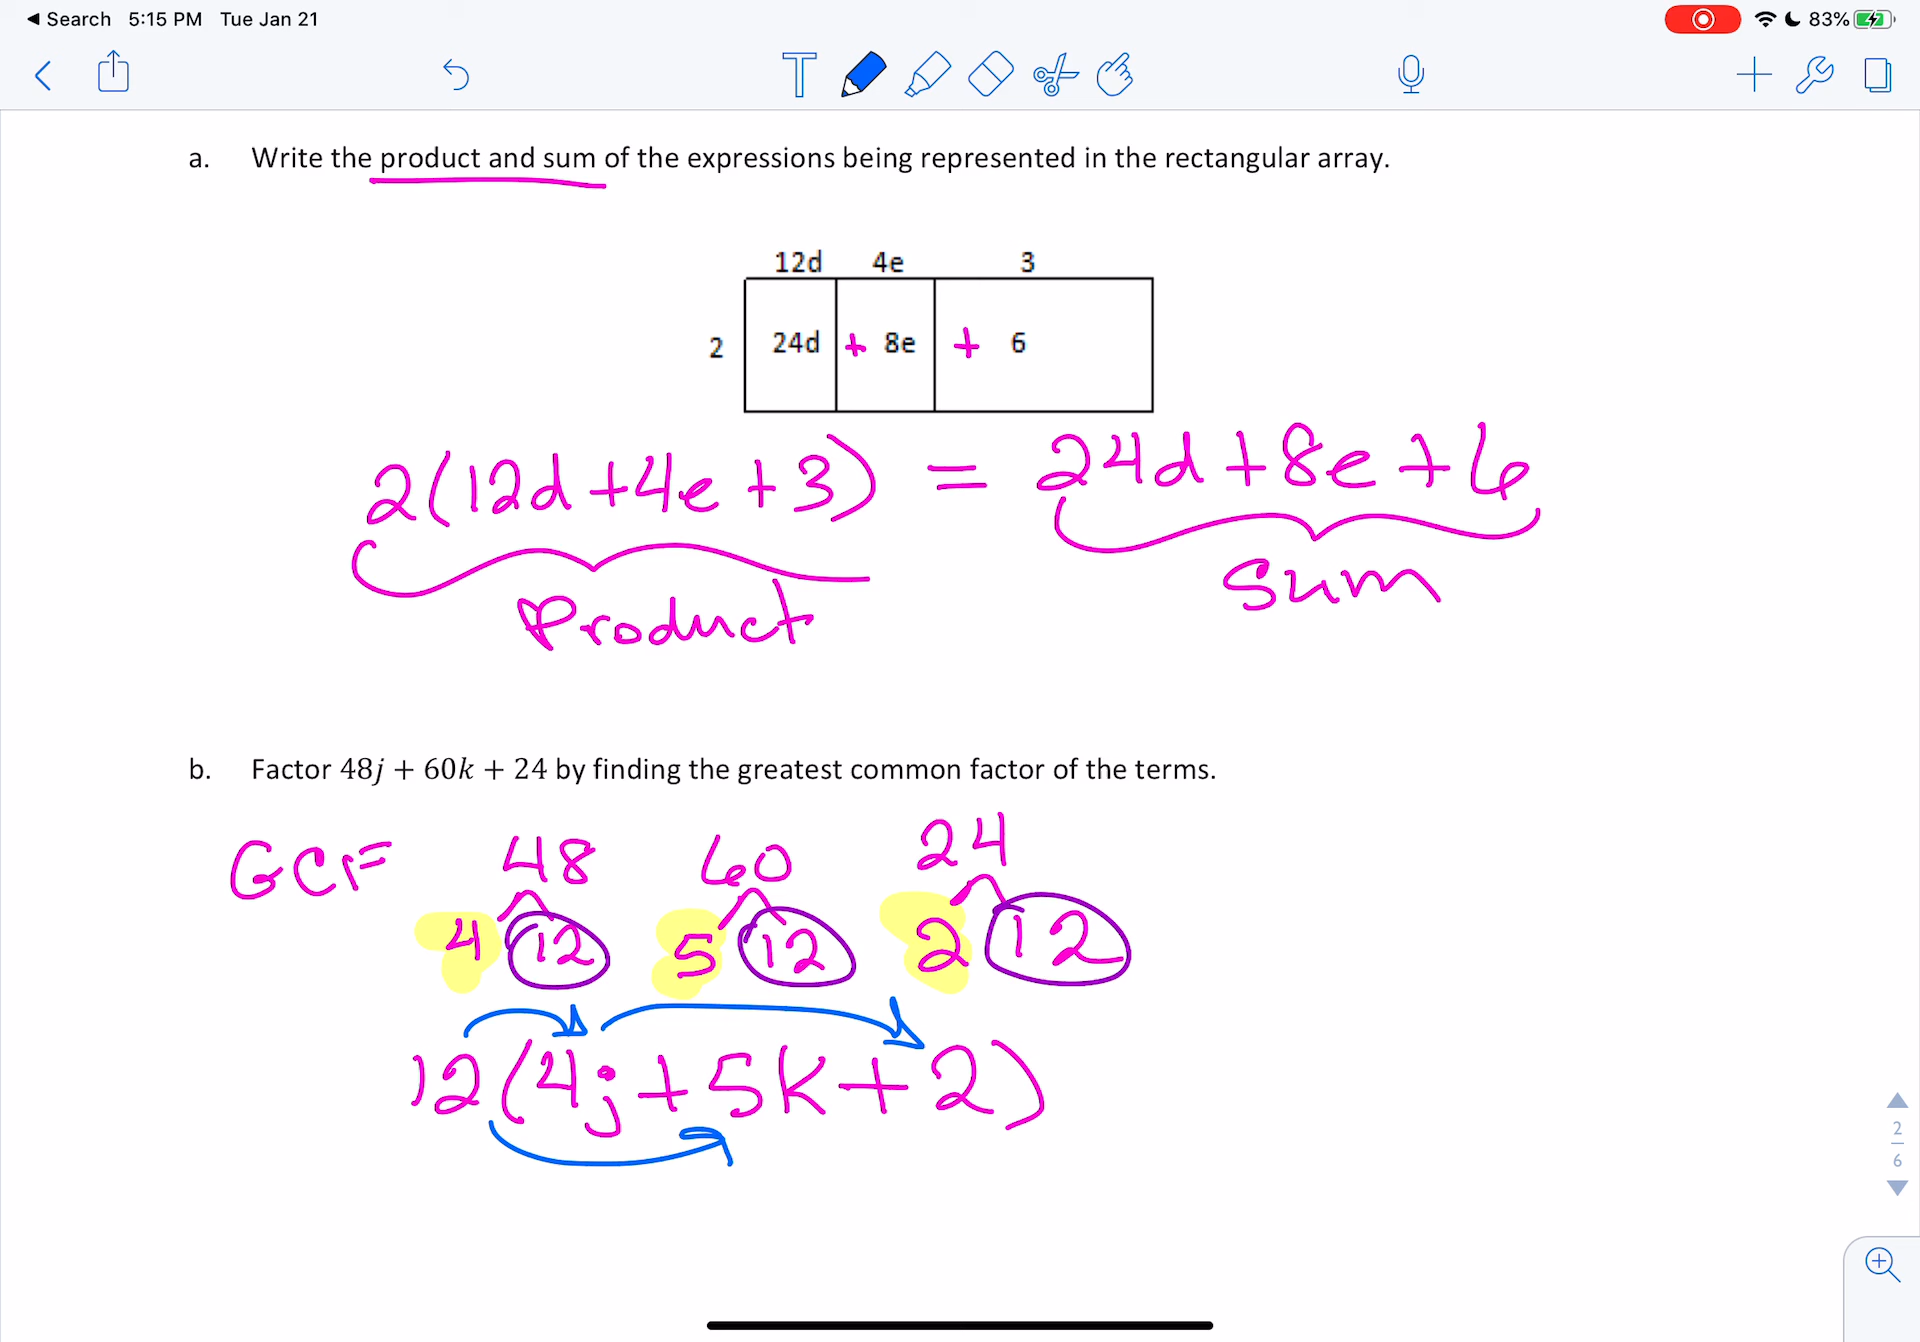 Search 5:15 PM Tue Jan 21 83%
T
a. Write the product and sum of the expressions being represented in the rectangular array.
12d 4e 3
2 24d + 8e + 6
2(12d+4e+3) = 24d+8e+6
Product Sum
b. Factor 48j + 60k + 24 by finding the greatest common factor of the terms.
GCF 48 60 24
4 12 5 12 2 12
12(4j+5k+2)
2
6